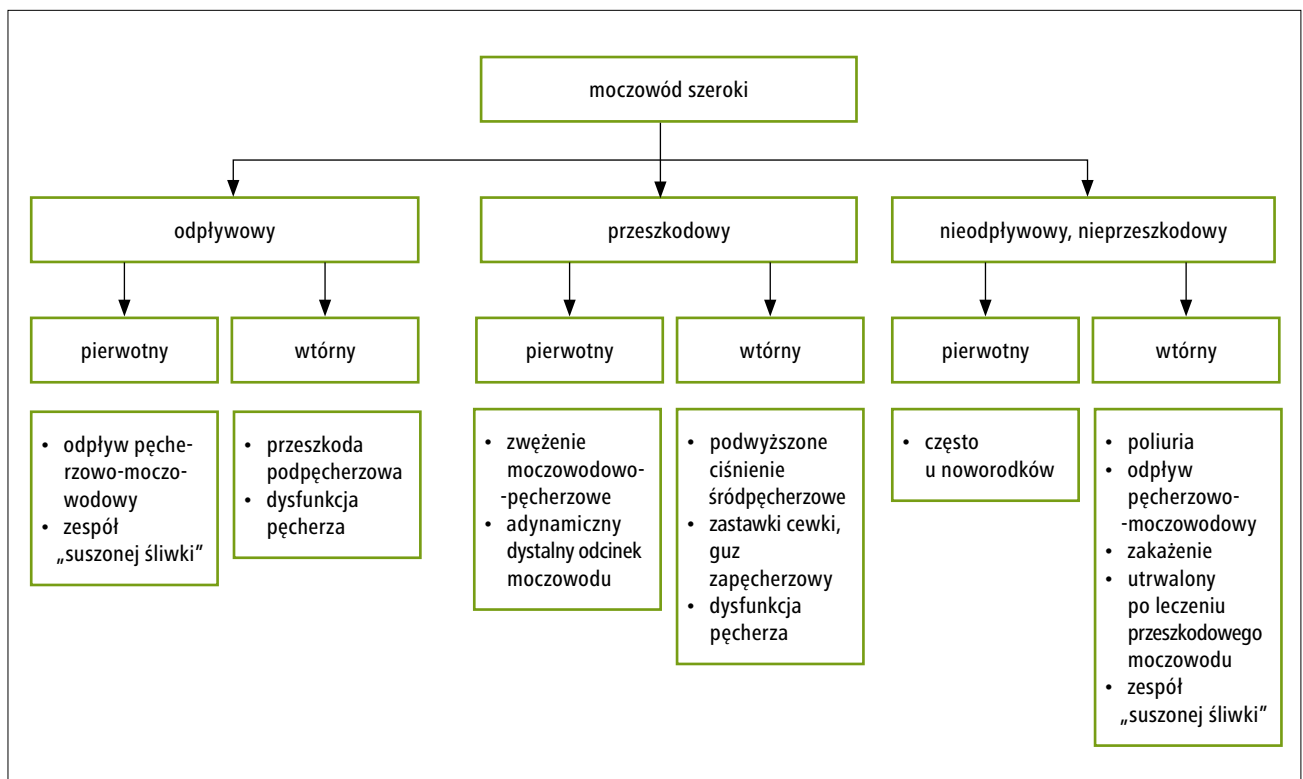 moczowód szeroki
odpływowy
przeszkodowy
nieodpływowy, nieprzeszkodowy
pierwotny
wtórny
pierwotny
wtórny
pierwotny
wtórny
• odpływ pęche-
rzowo-moczo-
wodowy
• zespół
„suszonej śliwki”
• przeszkoda
podpęcherzowa
• dysfunkcja
pęcherza
• zwężenie
moczowodowo-
-pęcherzowe
• adynamiczny
dystalny odcinek
moczowodu
• podwyższone
ciśnienie
śródpęcherzowe
• zastawki cewki,
guz
zapęcherzowy
• dysfunkcja
pęcherza
• często
u noworodków
• poliuria
• odpływ
pęcherzowo-
-moczowodowy
• zakażenie
• utrwalony
po leczeniu
przeszkodowego
moczowodu
• zespół
„suszonej śliwki”